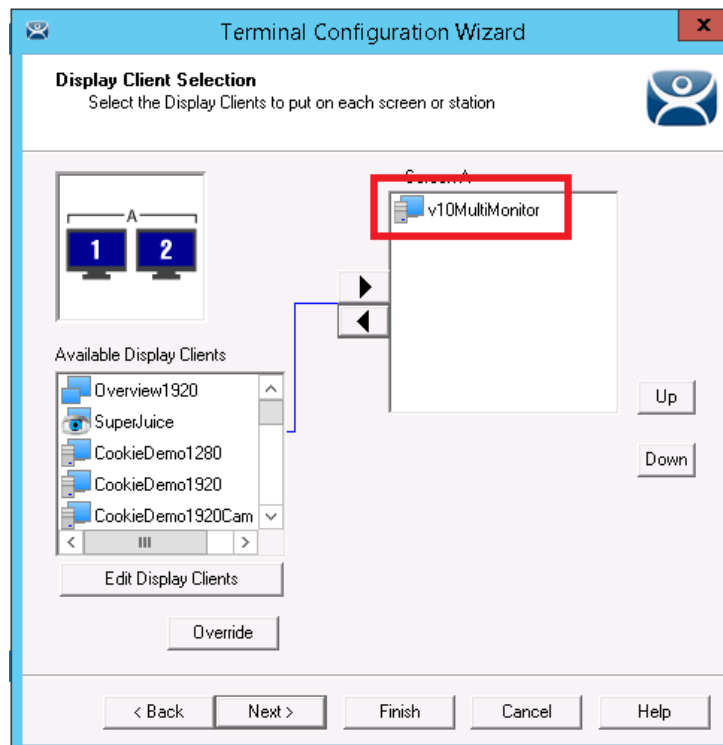 Terminal Configuration Wizard
x
Display Client Selection
Select the Display Clients to put on each screen or station
A
1 2
Screen A
v10MultiMonitor
Available Display Clients
Overview1920
SuperJuice
CookieDemo1280
CookieDemo1920
CookieDemo1920Cam
Up
Down
Edit Display Clients
Override
< Back Next > Finish Cancel Help